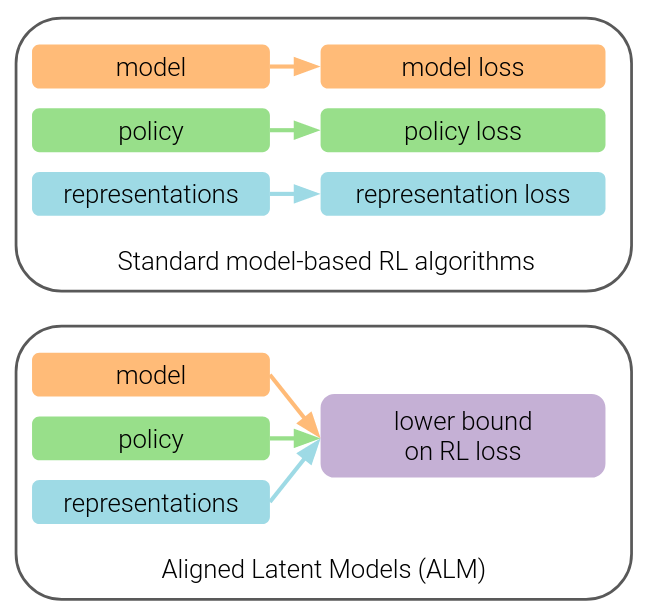 model
model loss
policy
policy loss
representations
representation loss
Standard model-based RL algorithms
model
policy
representations
lower bound
on RL loss
Aligned Latent Models (ALM)